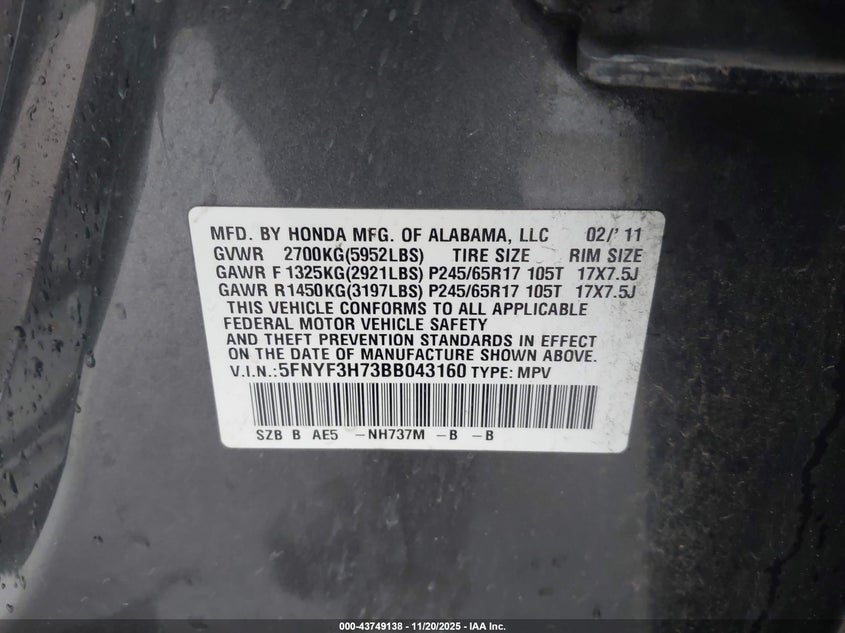 MFD. BY HONDA MFG. OF ALABAMA, LLC 02/' 11
GVWR 2700KG(5952LBS) TIRE SIZE RIM SIZE
GAWR F 1325KG(2921LBS) P245/65R17 105T 17X7.5J
GAWR R1450KG(3197LBS) P245/65R17 105T 17X7.5J
THIS VEHICLE CONFORMS TO ALL APPLICABLE
FEDERAL MOTOR VEHICLE SAFETY
AND THEFT PREVENTION STANDARDS IN EFFECT
ON THE DATE OF MANUFACTURE SHOWN ABOVE.
V.I.N.:5FNYF3H73BB043160 TYPE: MPV
SZB B AE5 -NH737M -B -B
000-43749138 - 11/20/2025 - IAA Inc.